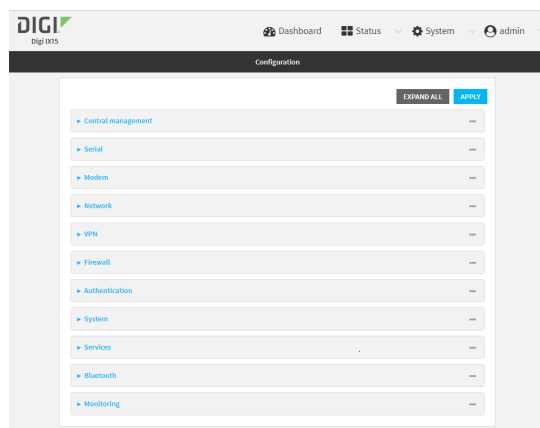 DIGI
Digi IX15
Dashboard Status System admin
Configuration
EXPAND ALL APPLY
Central management
Serial
Modem
Network
VPN
Firewall
Authentication
System
Services
Bluetooth
Monitoring